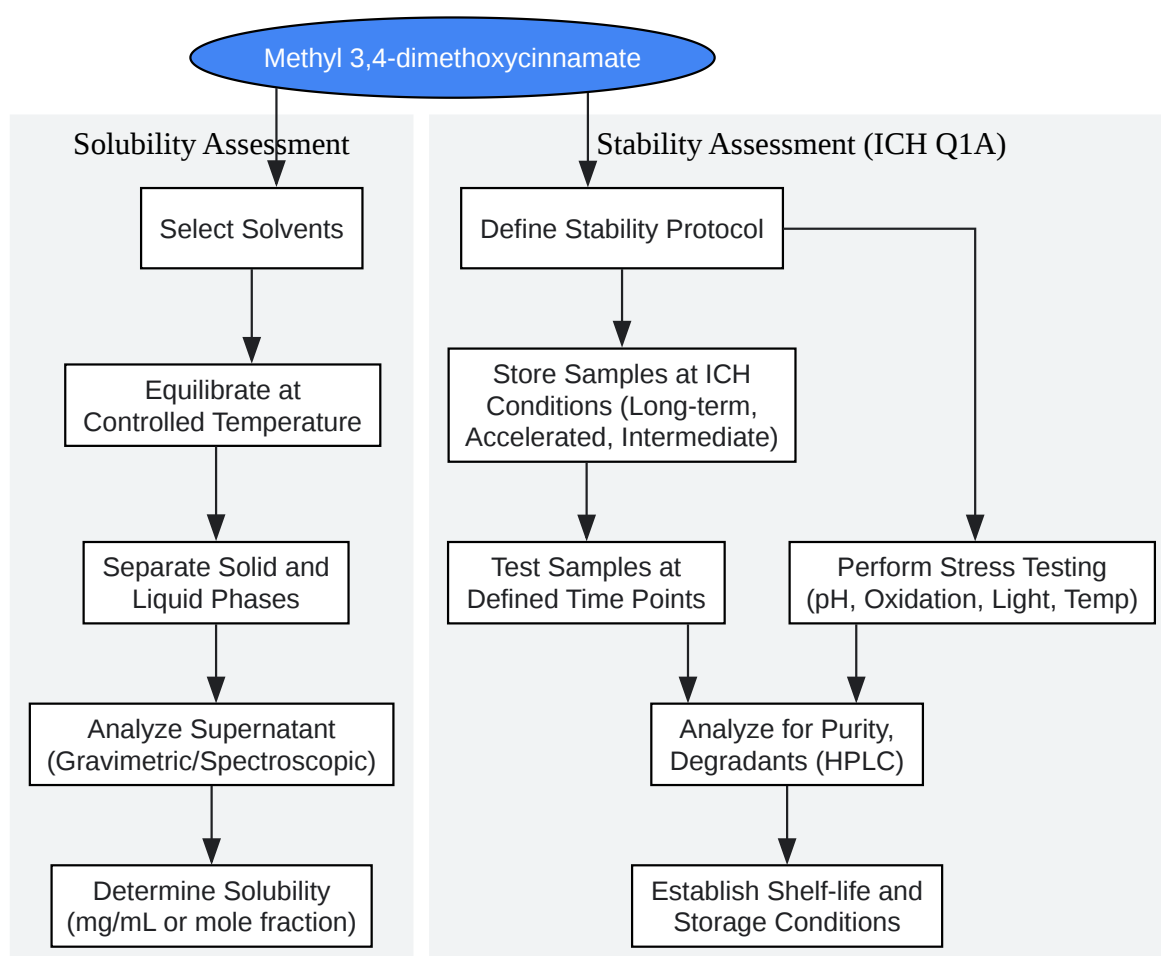 Methyl 3,4-dimethoxycinnamate
Solubility Assessment
Select Solvents
Equilibrate at
Controlled Temperature
Separate Solid and
Liquid Phases
Analyze Supernatant
(Gravimetric/Spectroscopic)
Determine Solubility
(mg/mL or mole fraction)
Stability Assessment (ICH Q1A)
Define Stability Protocol
Store Samples at ICH
Conditions (Long-term,
Accelerated, Intermediate)
Test Samples at
Defined Time Points
Perform Stress Testing
(pH, Oxidation, Light, Temp)
Analyze for Purity,
Degradants (HPLC)
Establish Shelf-life and
Storage Conditions